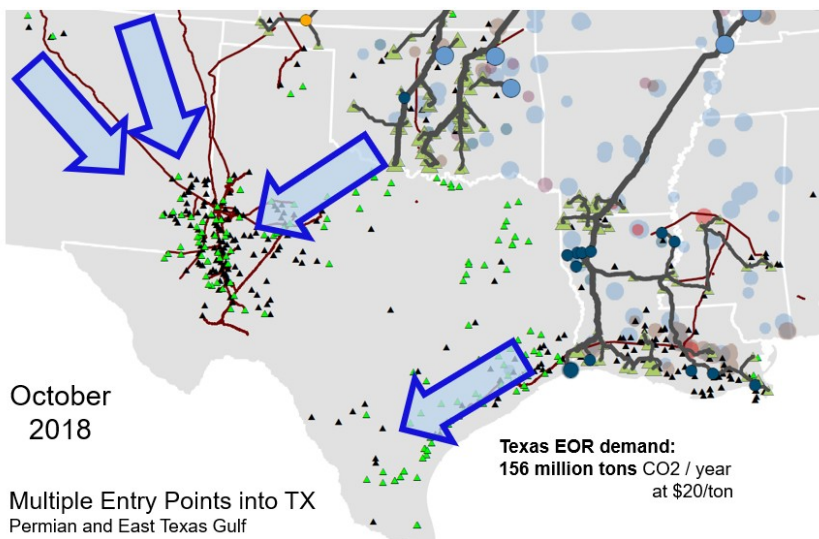 October
2018
Texas EOR demand:
156 million tons CO2 / year
at $20/ton
Multiple Entry Points into TX
Permian and East Texas Gulf